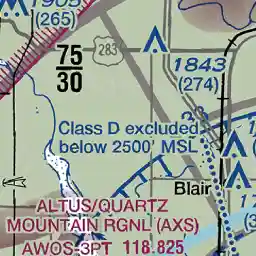 (265)
75
30
283
1843
(274)
Class D excluded
below 2500' MSL
Blair
ALTUS/QUARTZ
MOUNTAIN RGNL (AXS)
AWOS-3PT 118.825